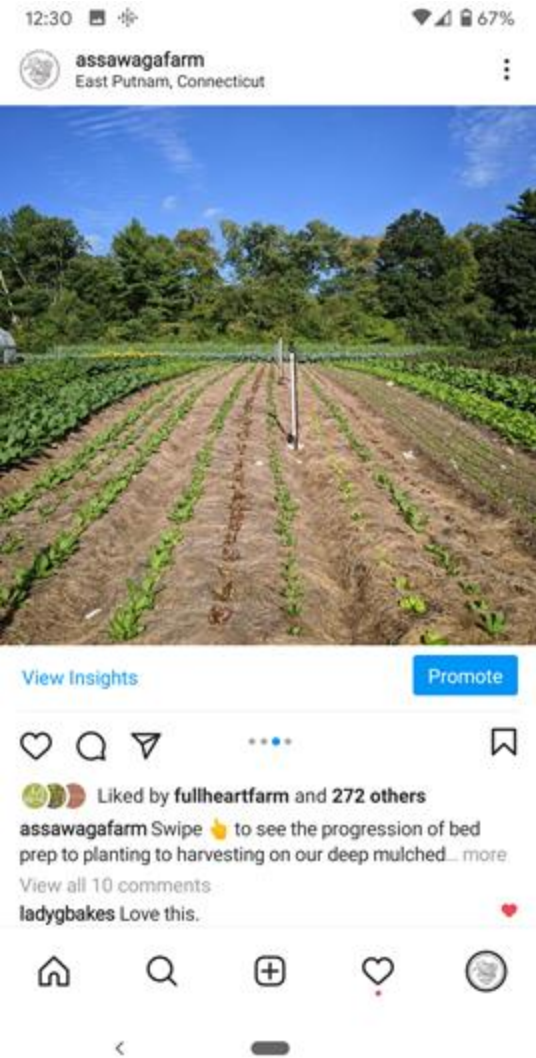 12:30
67%
assawagafarm
East Putnam, Connecticut
View Insights
Promote
Liked by fullheartfarm and 272 others
assawagafarm Swipe 👆 to see the progression of bed
prep to planting to harvesting on our deep mulched... more
View all 10 comments
ladygbakes Love this.